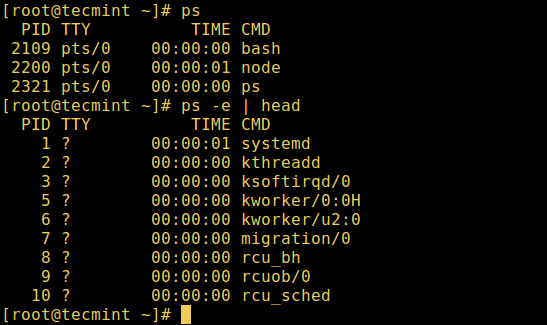 [root@tecmint ~]# ps
  PID TTY          TIME CMD
 2109 pts/0    00:00:00 bash
 2200 pts/0    00:00:01 node
 2321 pts/0    00:00:00 ps
[root@tecmint ~]# ps -e | head
  PID TTY          TIME CMD
    1 ?        00:00:01 systemd
    2 ?        00:00:00 kthreadd
    3 ?        00:00:00 ksoftirqd/0
    5 ?        00:00:00 kworker/0:0H
    6 ?        00:00:00 kworker/u2:0
    7 ?        00:00:00 migration/0
    8 ?        00:00:00 rcu_bh
    9 ?        00:00:00 rcuob/0
   10 ?        00:00:00 rcu_sched
[root@tecmint ~]#